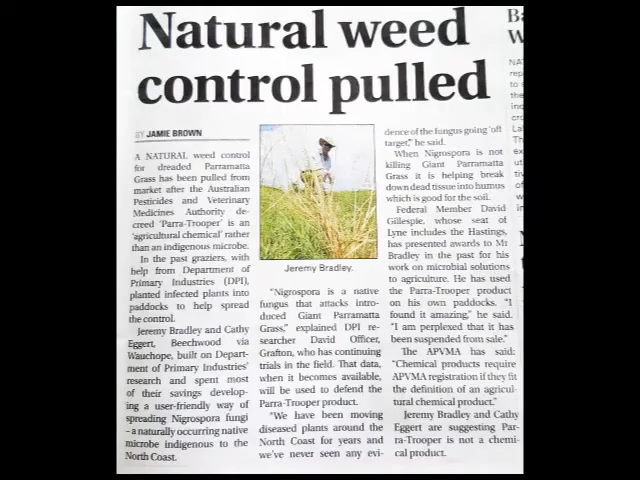 Natural weed
control pulled
BY JAMIE BROWN
A NATURAL weed control
for dreaded Parramatta
Grass has been pulled from
market after the Australian
Pesticides and Veterinary
Medicines Authority de-
creed 'Parra-Trooper' is an
'agricultural chemical' rather
than an indigenous microbe.
In the past graziers, with
help from Department of
Primary Industries (DPI),
planted infected plants into
paddocks to help spread
the control.
Jeremy Bradley and Cathy
Eggert, Beechwood via
Wauchope, built on Depart-
ment of Primary Industries'
research and spent most
of their savings develop-
ing a user-friendly way of
spreading Nigrospora fungi
– a naturally occurring native
microbe indigenous to the
North Coast.
Jeremy Bradley.
"Nigrospora is a native
fungus that attacks intro-
duced Giant Parramatta
Grass," explained DPI re-
searcher David Officer,
Grafton, who has continuing
trials in the field. That data,
when it becomes available,
will be used to defend the
Parra-Trooper product.
"We have been moving
diseased plants around the
North Coast for years and
we've never seen any evi-
dence of the fungus going 'off
target,'" he said.
When Nigrospora is not
killing Giant Parramatta
Grass it is helping break
down dead tissue into humus
which is good for the soil.
Federal Member David
Gillespie, whose seat of
Lyne includes the Hastings,
has presented awards to Mr
Bradley in the past for his
work on microbial solutions
to agriculture. He has used
the Parra-Trooper product
on his own paddocks. "I
found it amazing," he said.
"I am perplexed that it has
been suspended from sale."
The APVMA has said:
"Chemical products require
APVMA registration if they fit
the definition of an agricul-
tural chemical product."
Jeremy Bradley and Cathy
Eggert are suggesting Par-
ra-Trooper is not a chemi-
cal product.